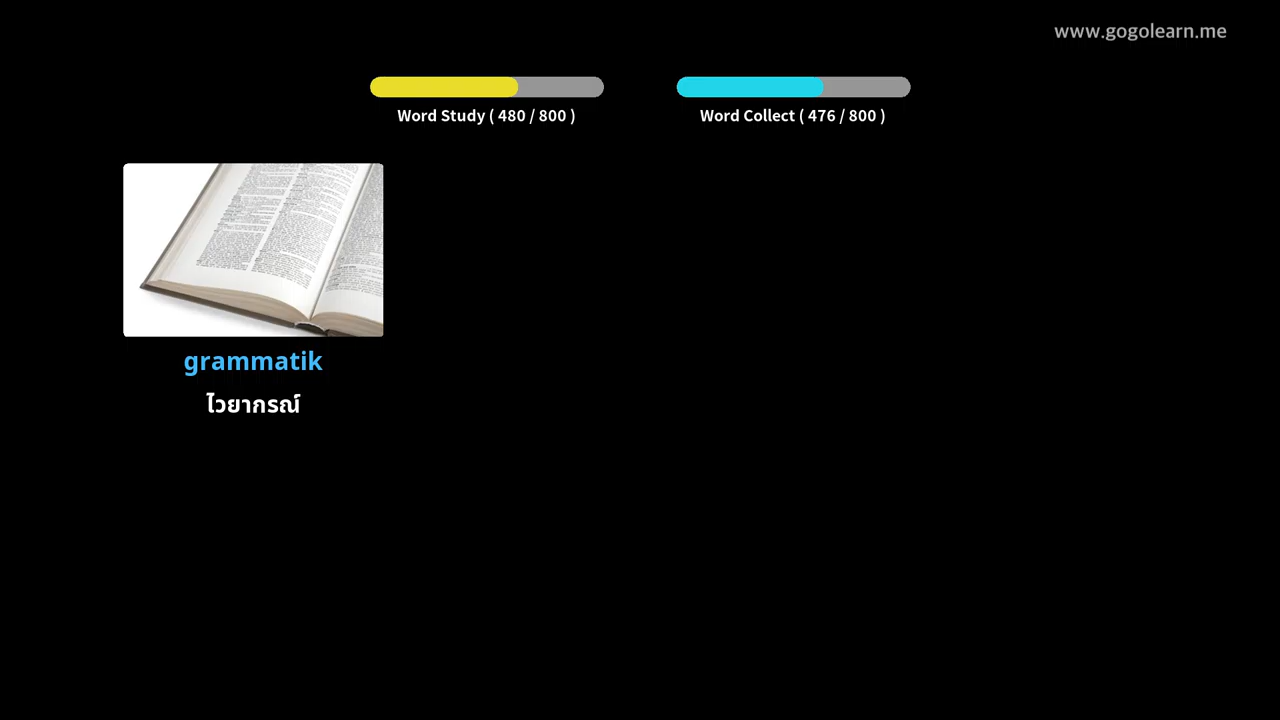 www.gogolearn.me
Word Study ( 480 / 800 )
Word Collect ( 476 / 800 )
grammatik
ไวยากรณ์